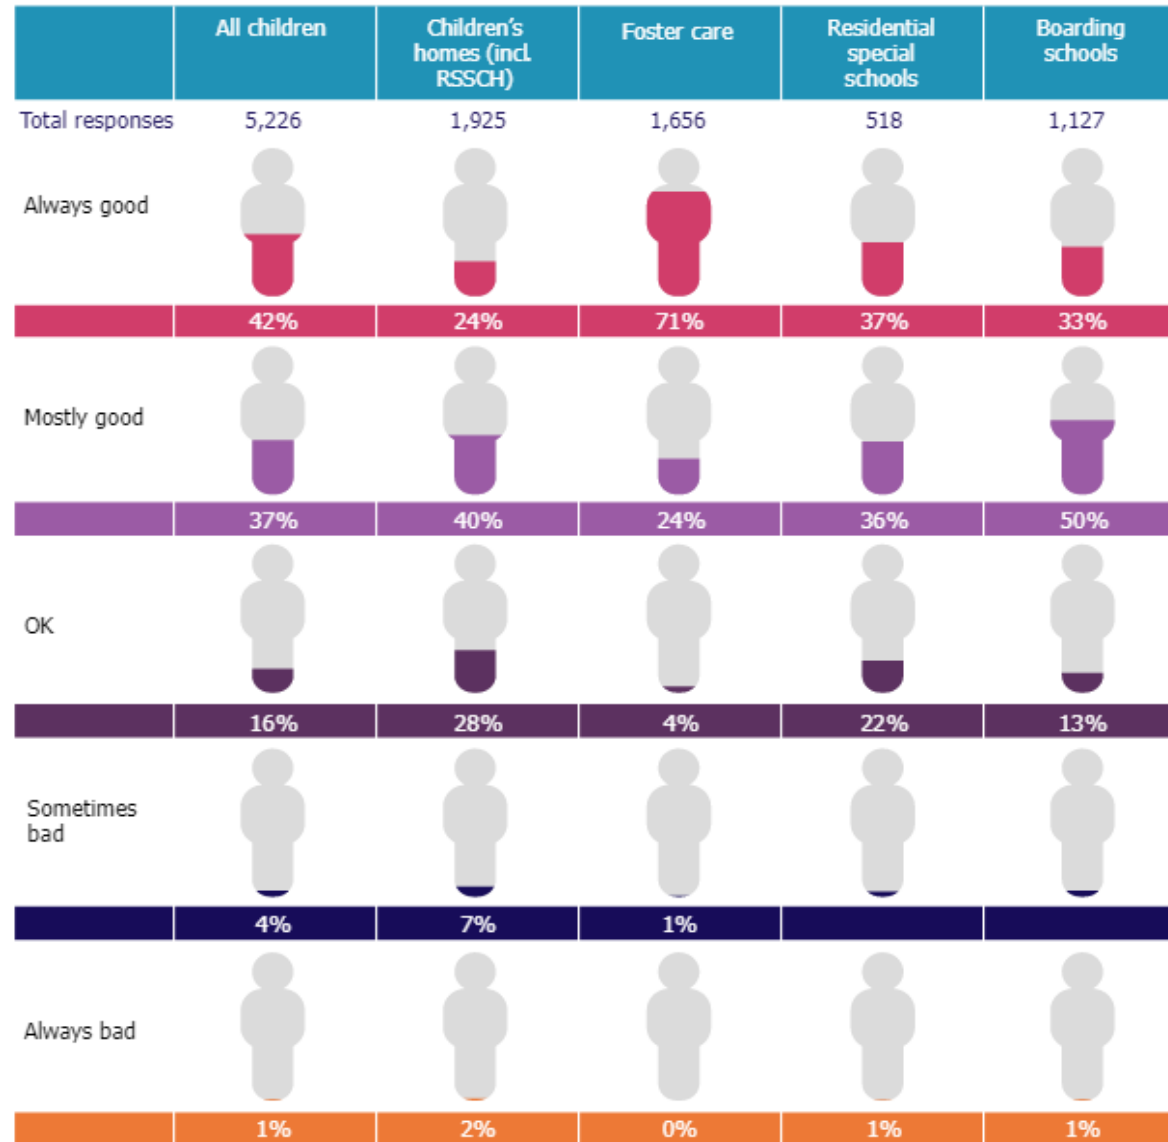 All children Children's homes (incl. RSSCH) Foster care Residential special schools Boarding schools
Total responses 5,226 1,925 1,656 518 1,127
Always good
42% 24% 71% 37% 33%
Mostly good
37% 40% 24% 36% 50%
OK
16% 28% 4% 22% 13%
Sometimes
bad
4% 7% 1%
Always bad
1% 2% 0% 1% 1%